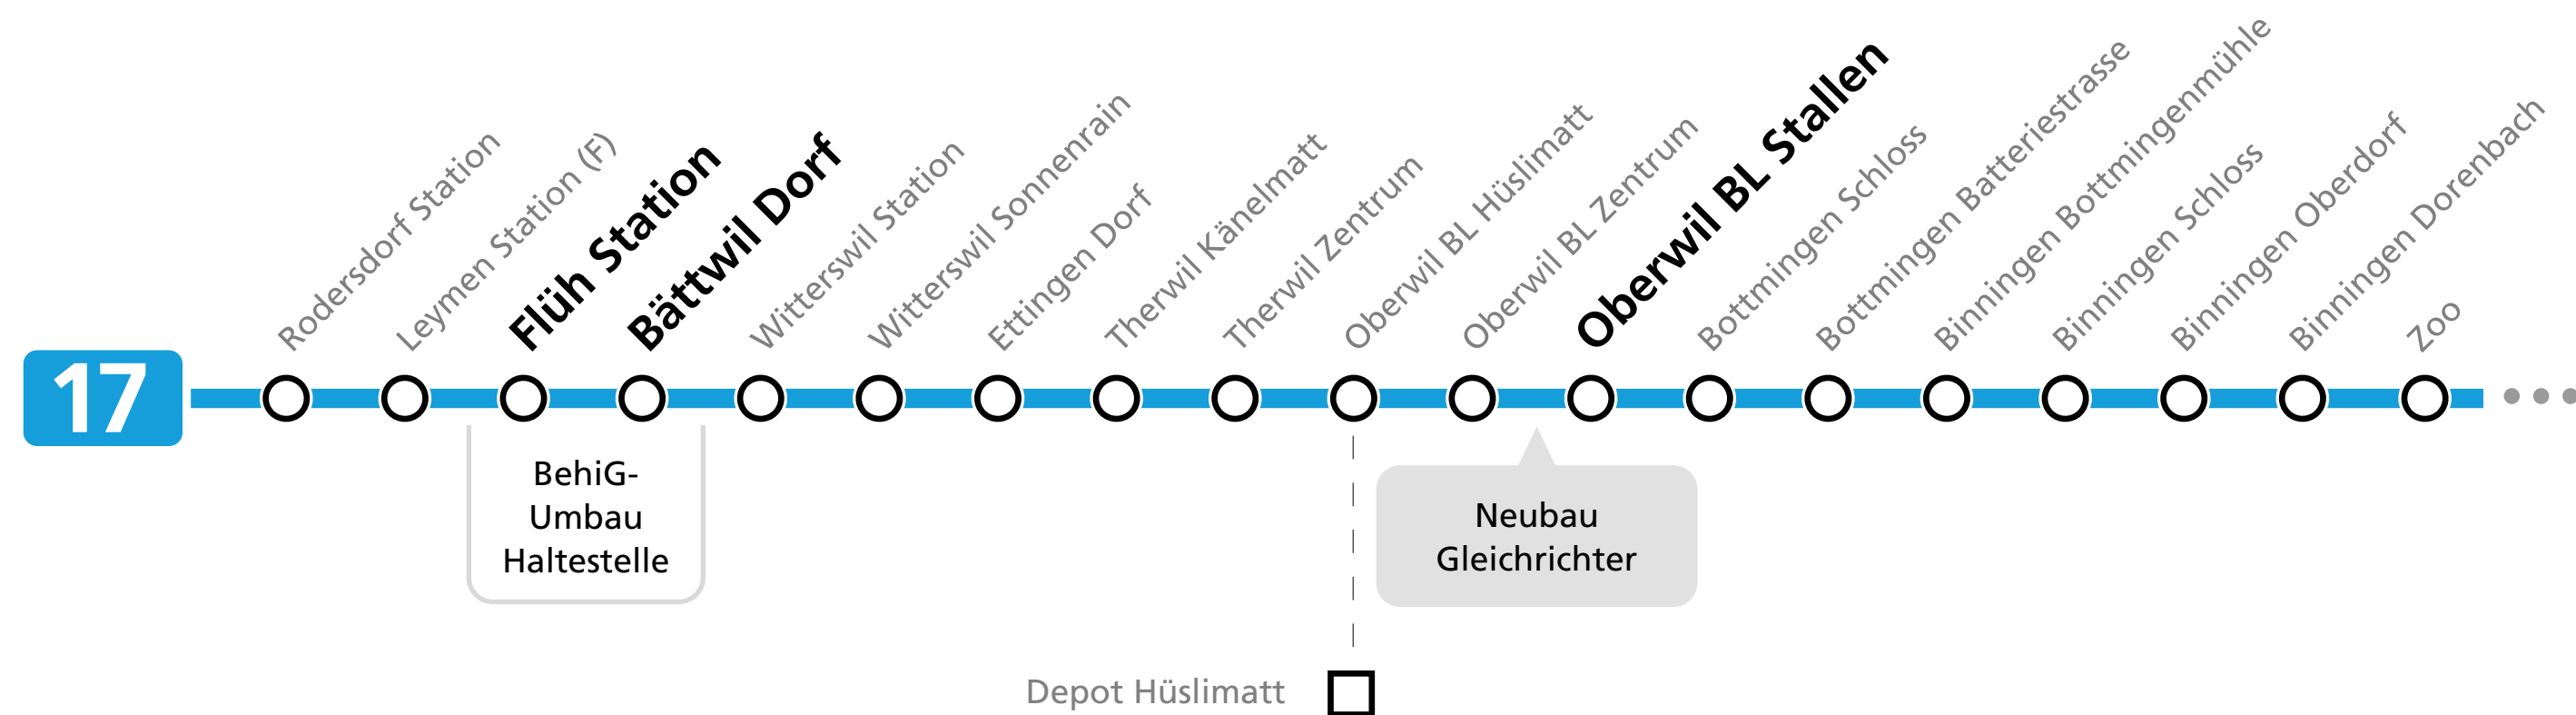 Rodersdorf Station
Leymen Station (F)
Flüh Station
Bättwil Dorf
Witterswil Station
Witterswil Sonnenrain
Ettingen Dorf
Therwil Känelmatt
Therwil Zentrum
Oberwil BL Hüslimatt
Oberwil BL Zentrum
Oberwil BL Stallen
Bottmingen Schloss
Bottmingen Batteriestrasse
Binningen Bottmingenmühle
Binningen Schloss
Binningen Oberdorf
Binningen Dorenbach
Zoo
17
BehiG-
Umbau
Haltestelle
Neubau
Gleichrichter
Depot Hüslimatt